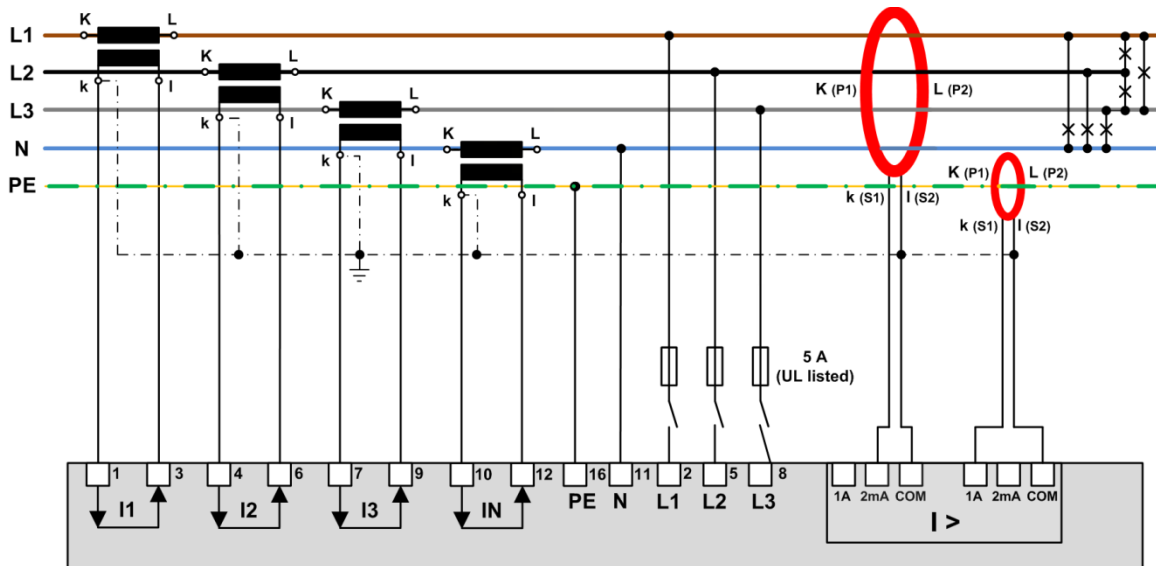 K L
L1
K L
L2
k l
K (P1) L (P2)
K L
L3
k l
K L
N
k l
K (P1) L (P2)
PE
k l
k (S1) l (S2)
k (S1) l (S2)
5 A
(UL listed)
1 3 4 6 7 9 10 12 16 11 2 5 8
I1 I2 I3 IN PE N L1 L2 L3
1A 2mA COM 1A 2mA COM
I >